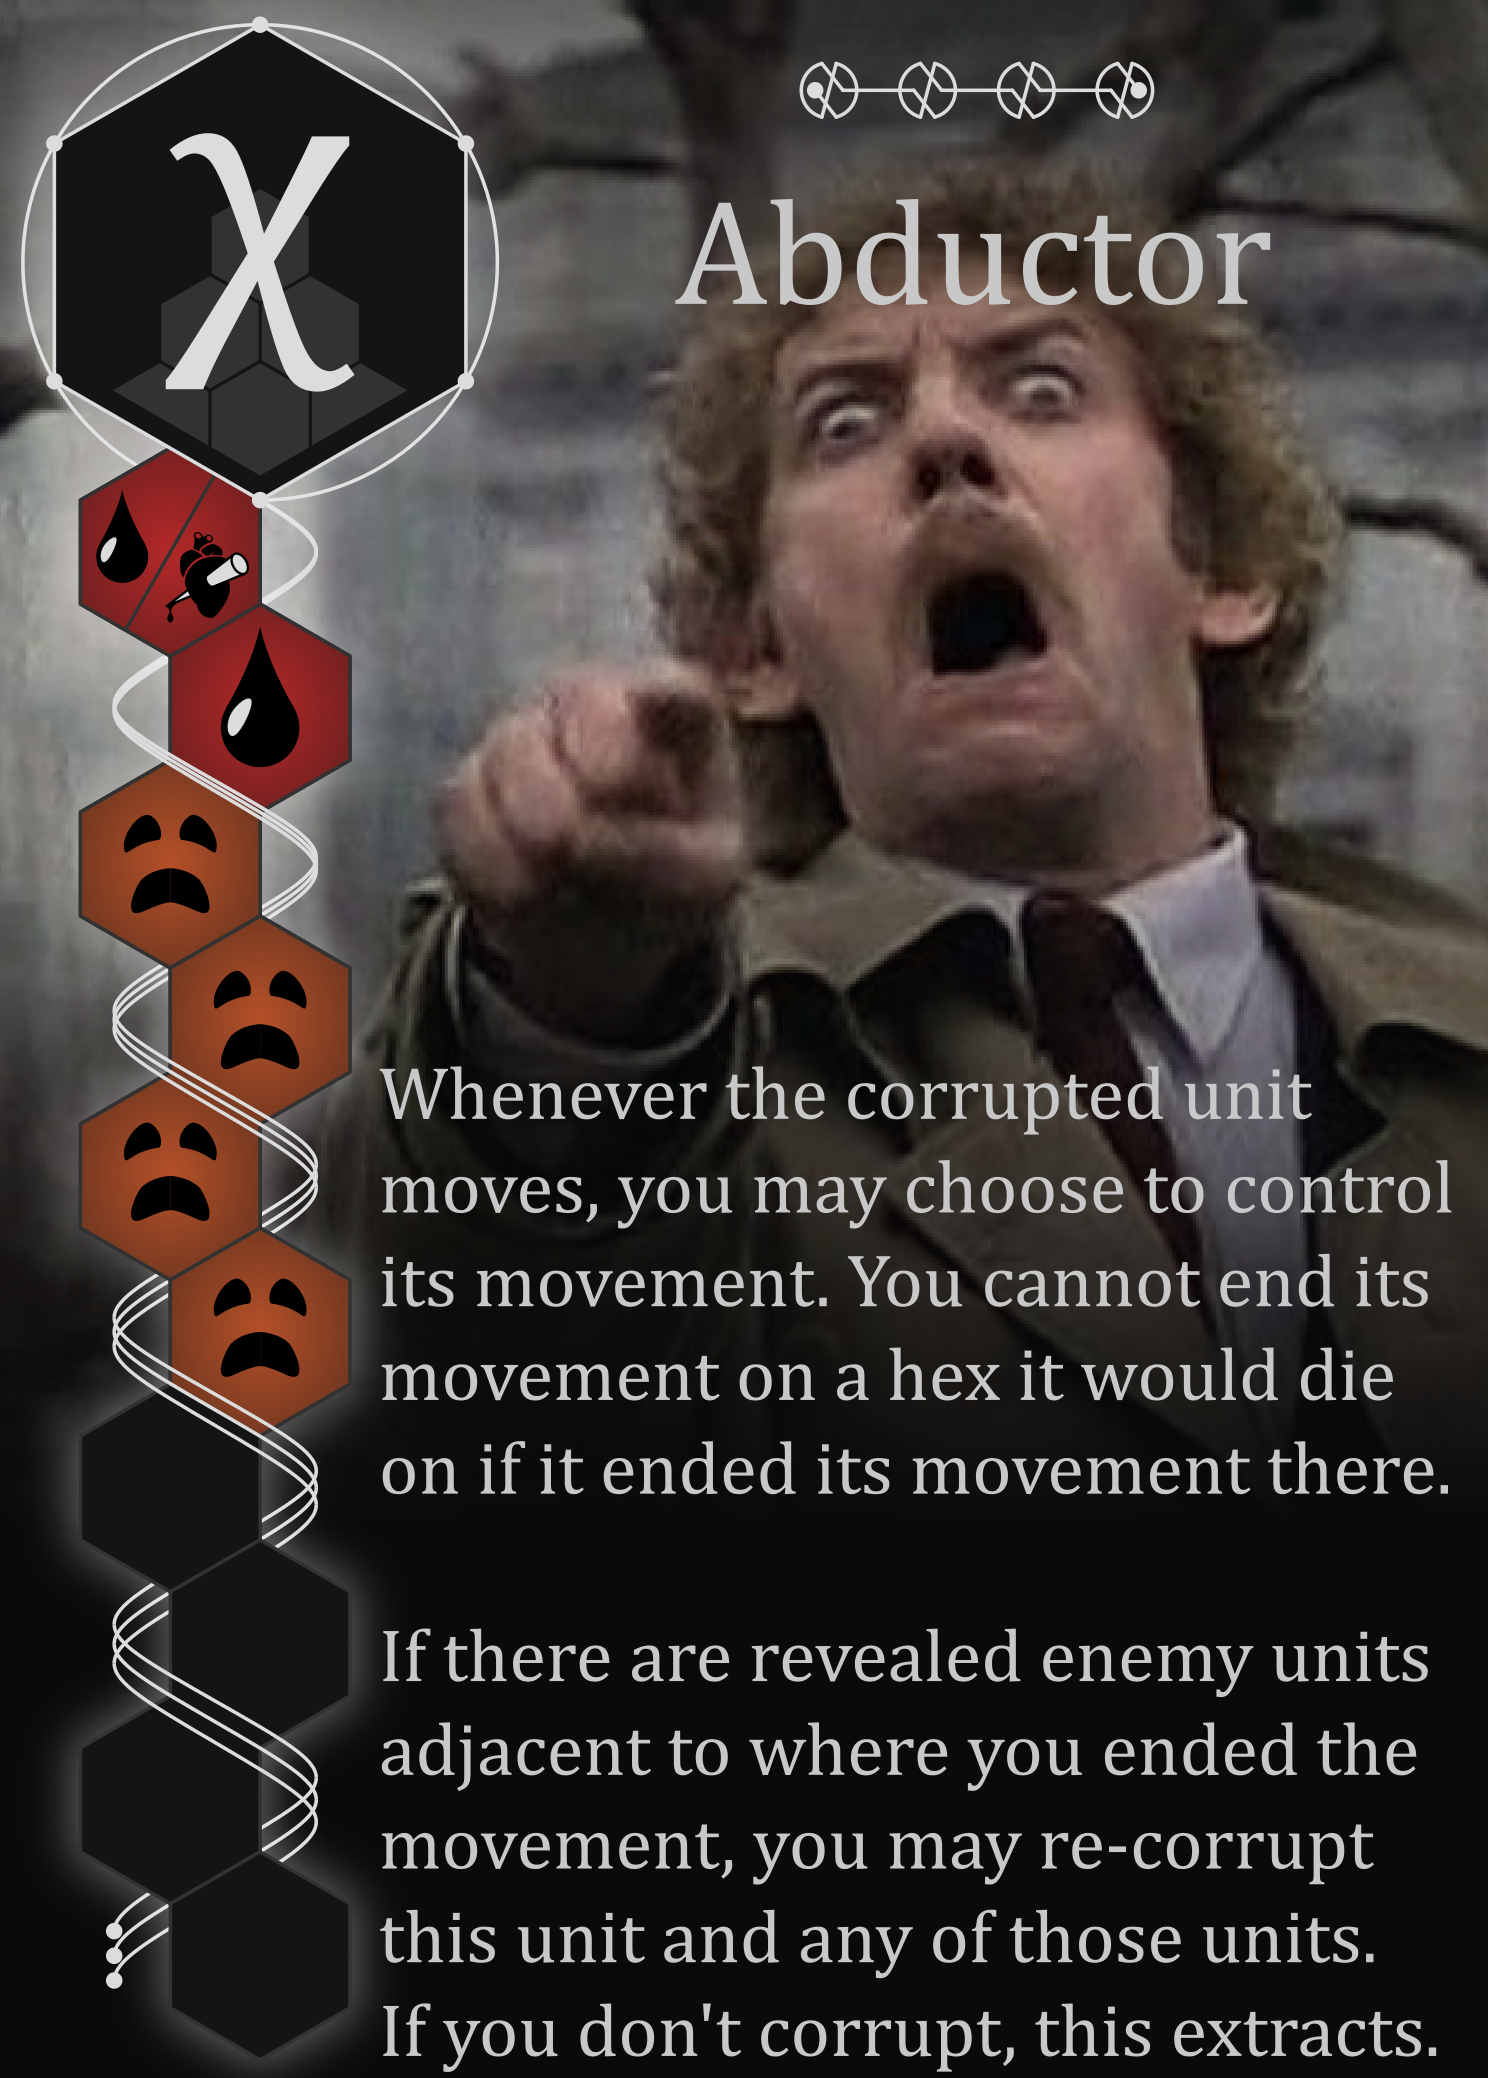 χ
Abductor
Whenever the corrupted unit
moves, you may choose to control
its movement. You cannot end its
movement on a hex it would die
on if it ended its movement there.
If there are revealed enemy units
adjacent to where you ended the
movement, you may re-corrupt
this unit and any of those units.
If you don't corrupt, this extracts.